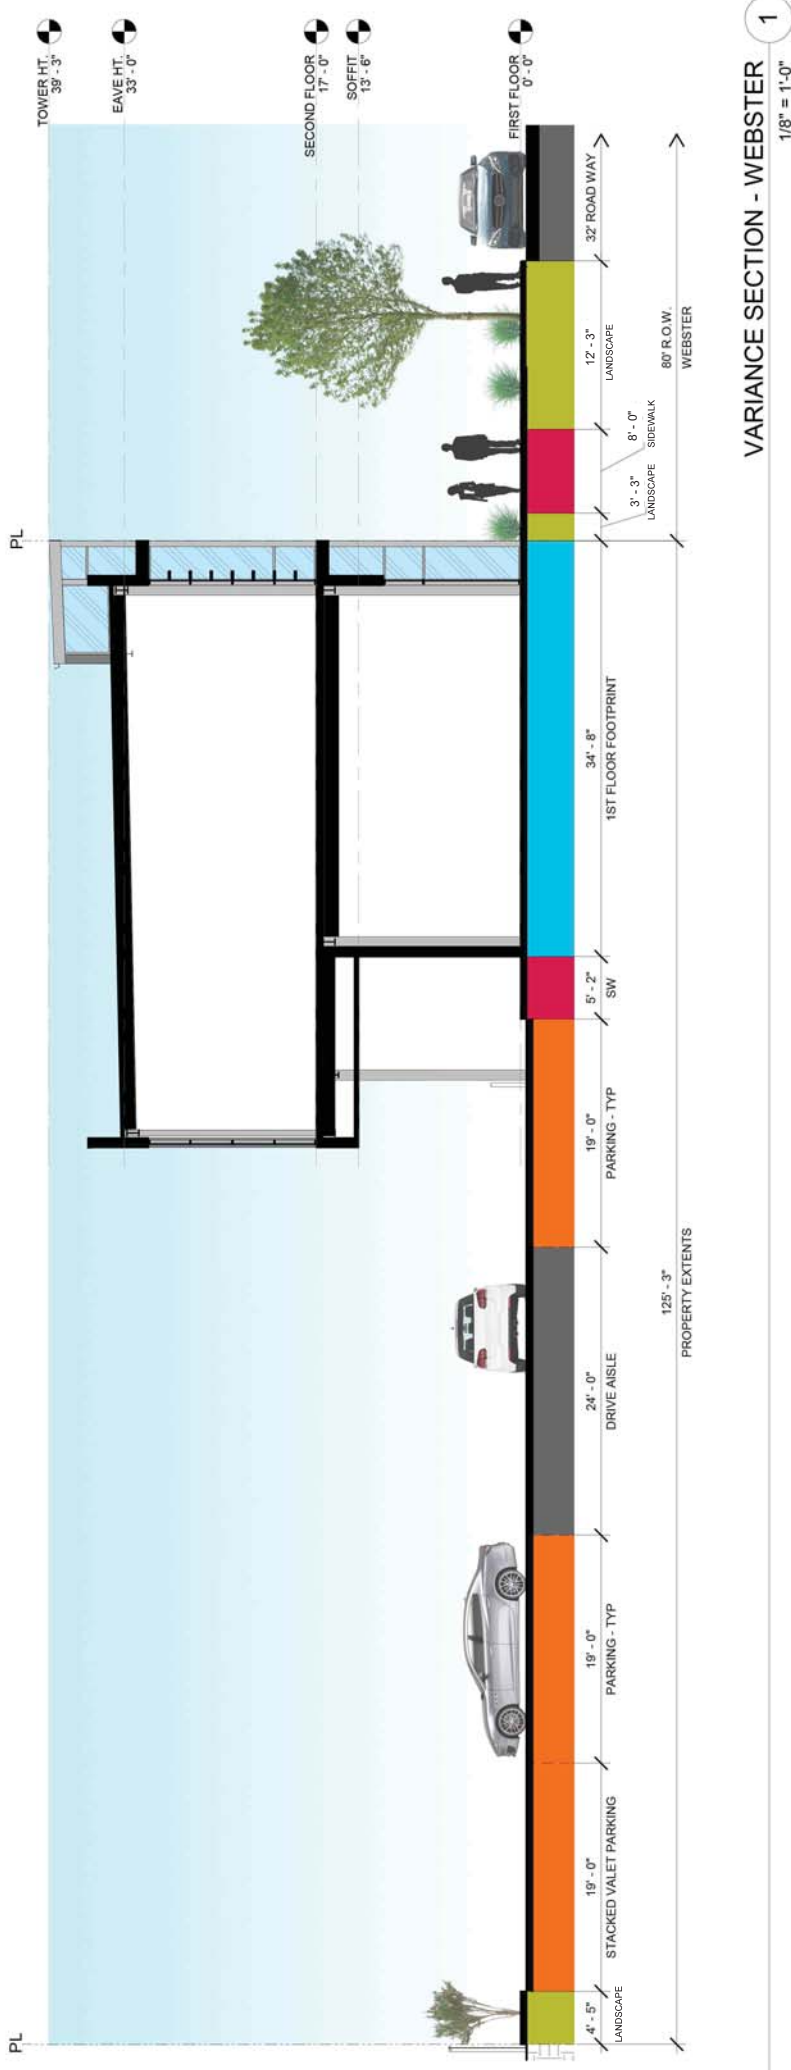 PL
PL
TOWER HT.
39' - 3"
EAVE HT.
33' - 0"
SECOND FLOOR
17' - 0"
SOFFIT
13' - 6"
FIRST FLOOR
0' - 0"
4' - 5"
LANDSCAPE
19' - 0"
STACKED VALET PARKING
19' - 0"
PARKING - TYP
24' - 0"
DRIVE AISLE
19' - 0"
PARKING - TYP
5' - 2"
SW
34' - 8"
1ST FLOOR FOOTPRINT
3' - 3"
LANDSCAPE
8' - 0"
SIDEWALK
12' - 3"
LANDSCAPE
32' ROAD WAY
125' - 3"
PROPERTY EXTENTS
80' R.O.W.
WEBSTER
VARIANCE SECTION - WEBSTER
1
1/8" = 1'-0"